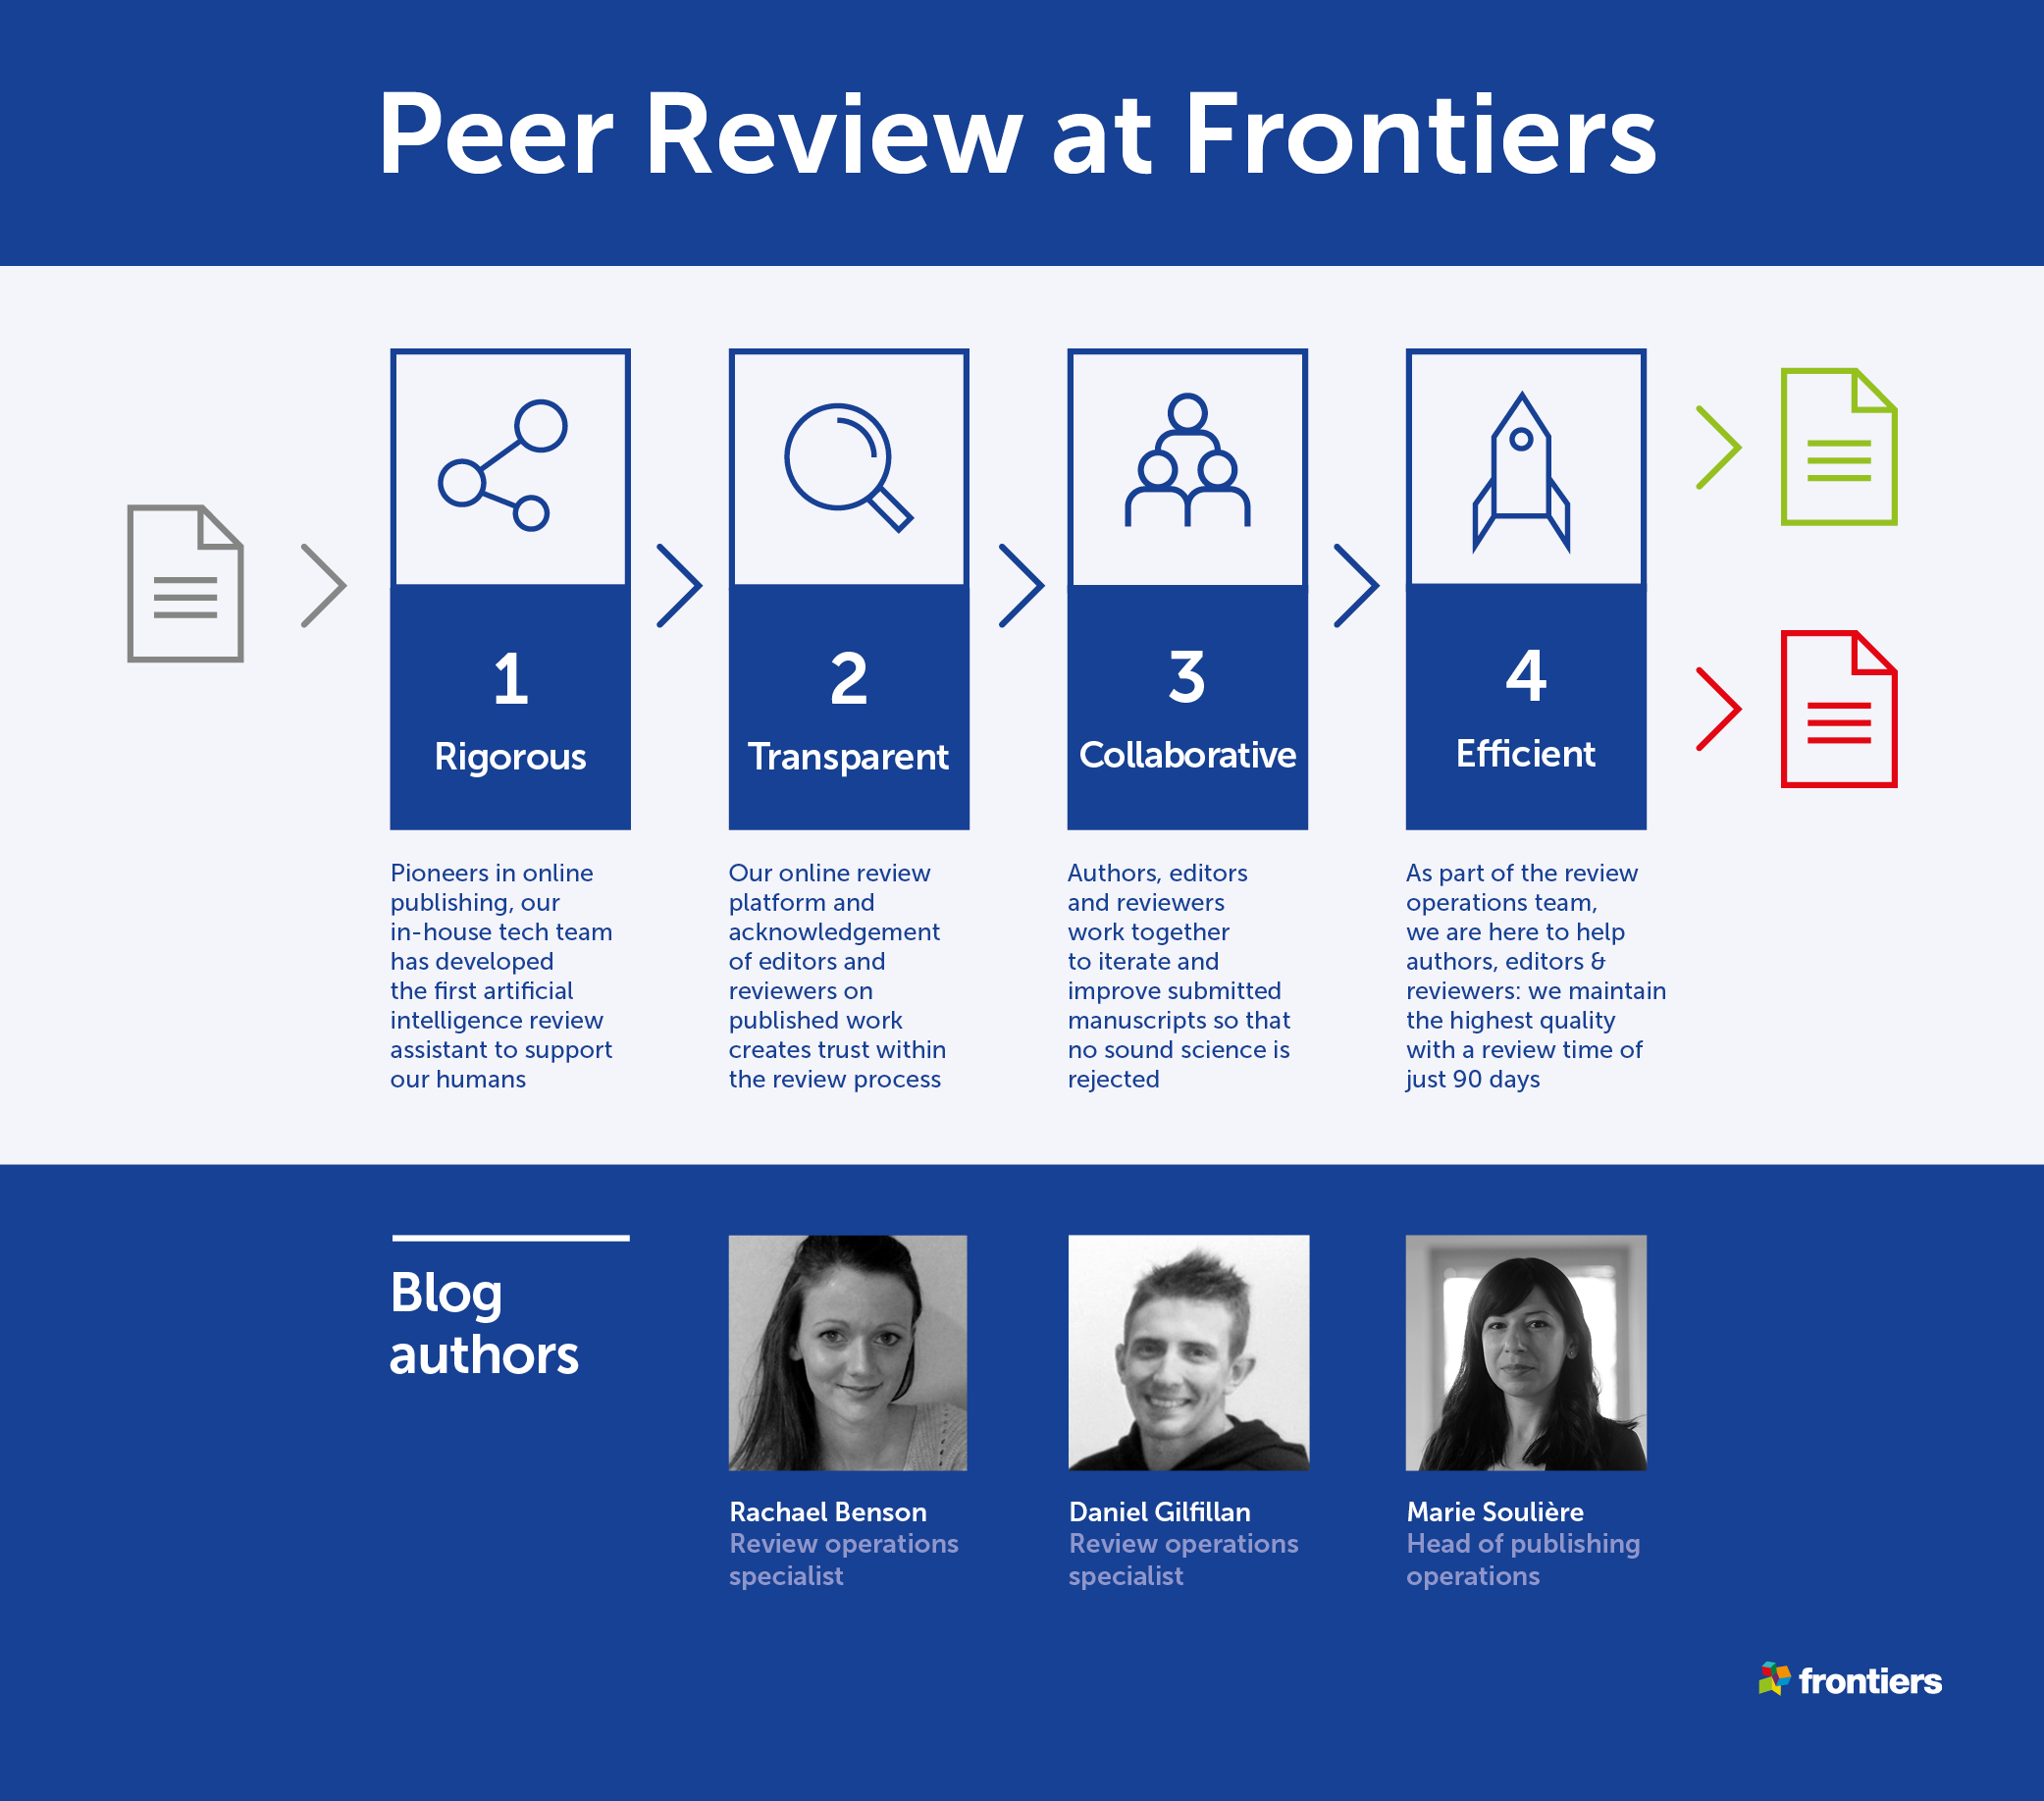 Peer Review at Frontiers
1
Rigorous
Pioneers in online
publishing, our
in-house tech team
has developed
the first artificial
intelligence review
assistant to support
our humans
2
Transparent
Our online review
platform and
acknowledgement
of editors and
reviewers on
published work
creates trust within
the review process
3
Collaborative
Authors, editors
and reviewers
work together
to iterate and
improve submitted
manuscripts so that
no sound science is
rejected
4
Efficient
As part of the review
operations team,
we are here to help
authors, editors &
reviewers: we maintain
the highest quality
with a review time of
just 90 days
Blog
authors
Rachael Benson
Review operations
specialist
Daniel Gilfillan
Review operations
specialist
Marie Soulière
Head of publishing
operations
frontiers